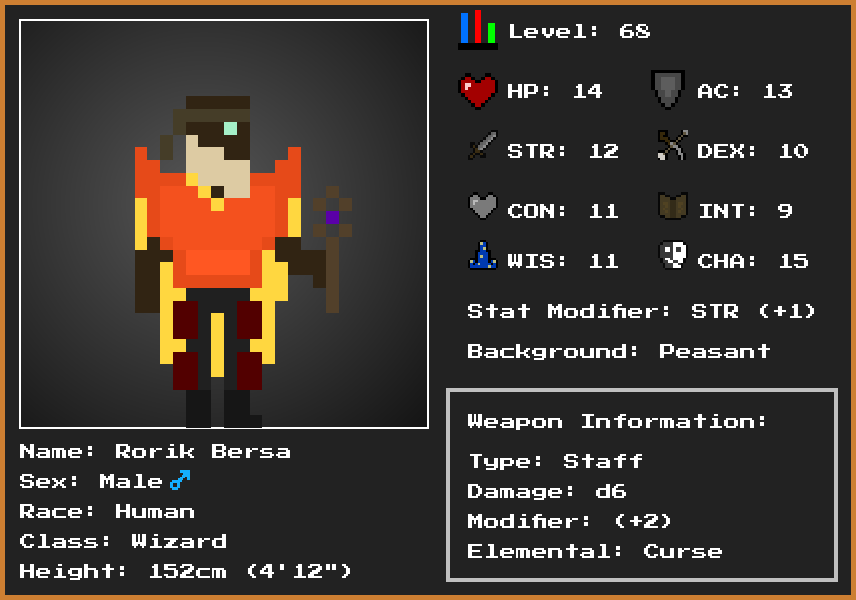 Level: 68
HP: 14
AC: 13
STR: 12
DEX: 10
CON: 11
INT: 9
WIS: 11
CHA: 15
Stat Modifier: STR (+1)
Background: Peasant
Weapon Information:
Type: Staff
Damage: d6
Modifier: (+2)
Elemental: Curse
Name: Rorik Bersa
Sex: Male♂
Race: Human
Class: Wizard
Height: 152cm (4'12")